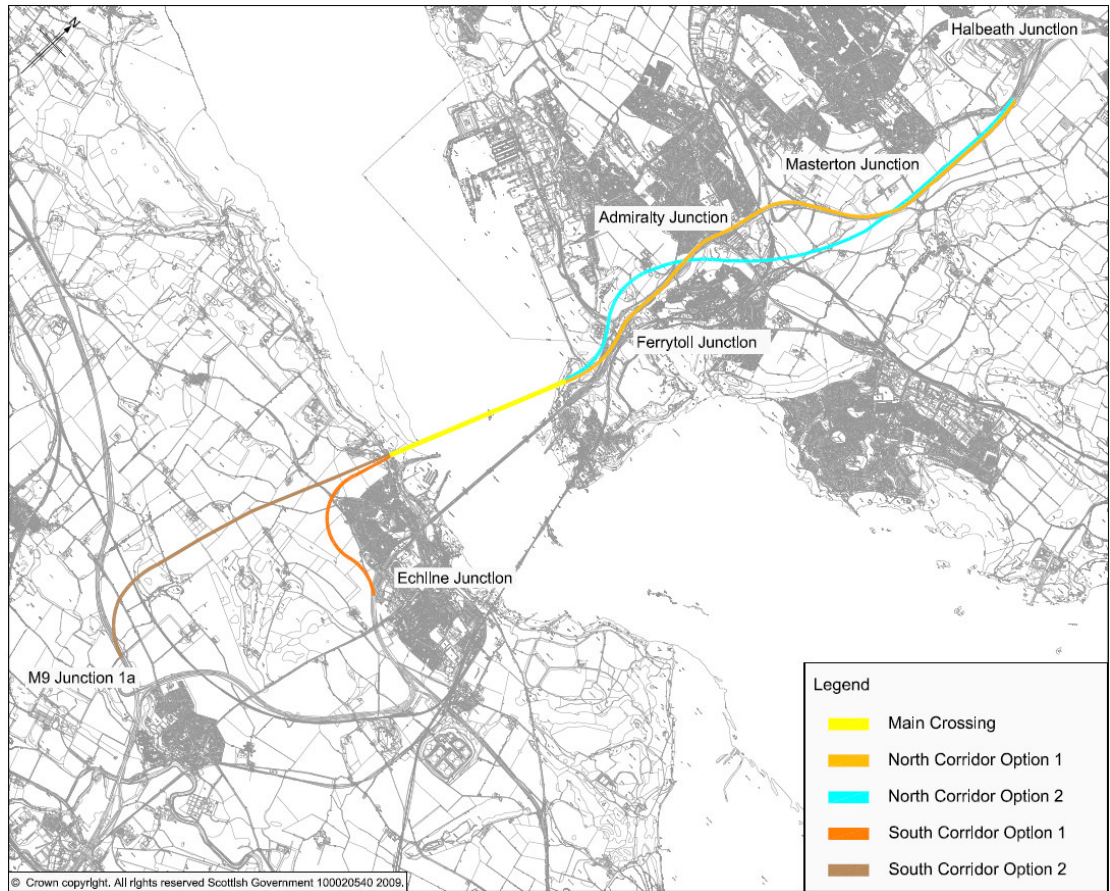 N
Halbeath Junction
Masterton Junction
Admiralty Junction
Ferrytoll Junction
Echline Junction
M9 Junction 1a
Legend
Main Crossing
North Corridor Option 1
North Corridor Option 2
South Corridor Option 1
South Corridor Option 2
© Crown copyright. All rights reserved Scottish Government 100020540 2009.